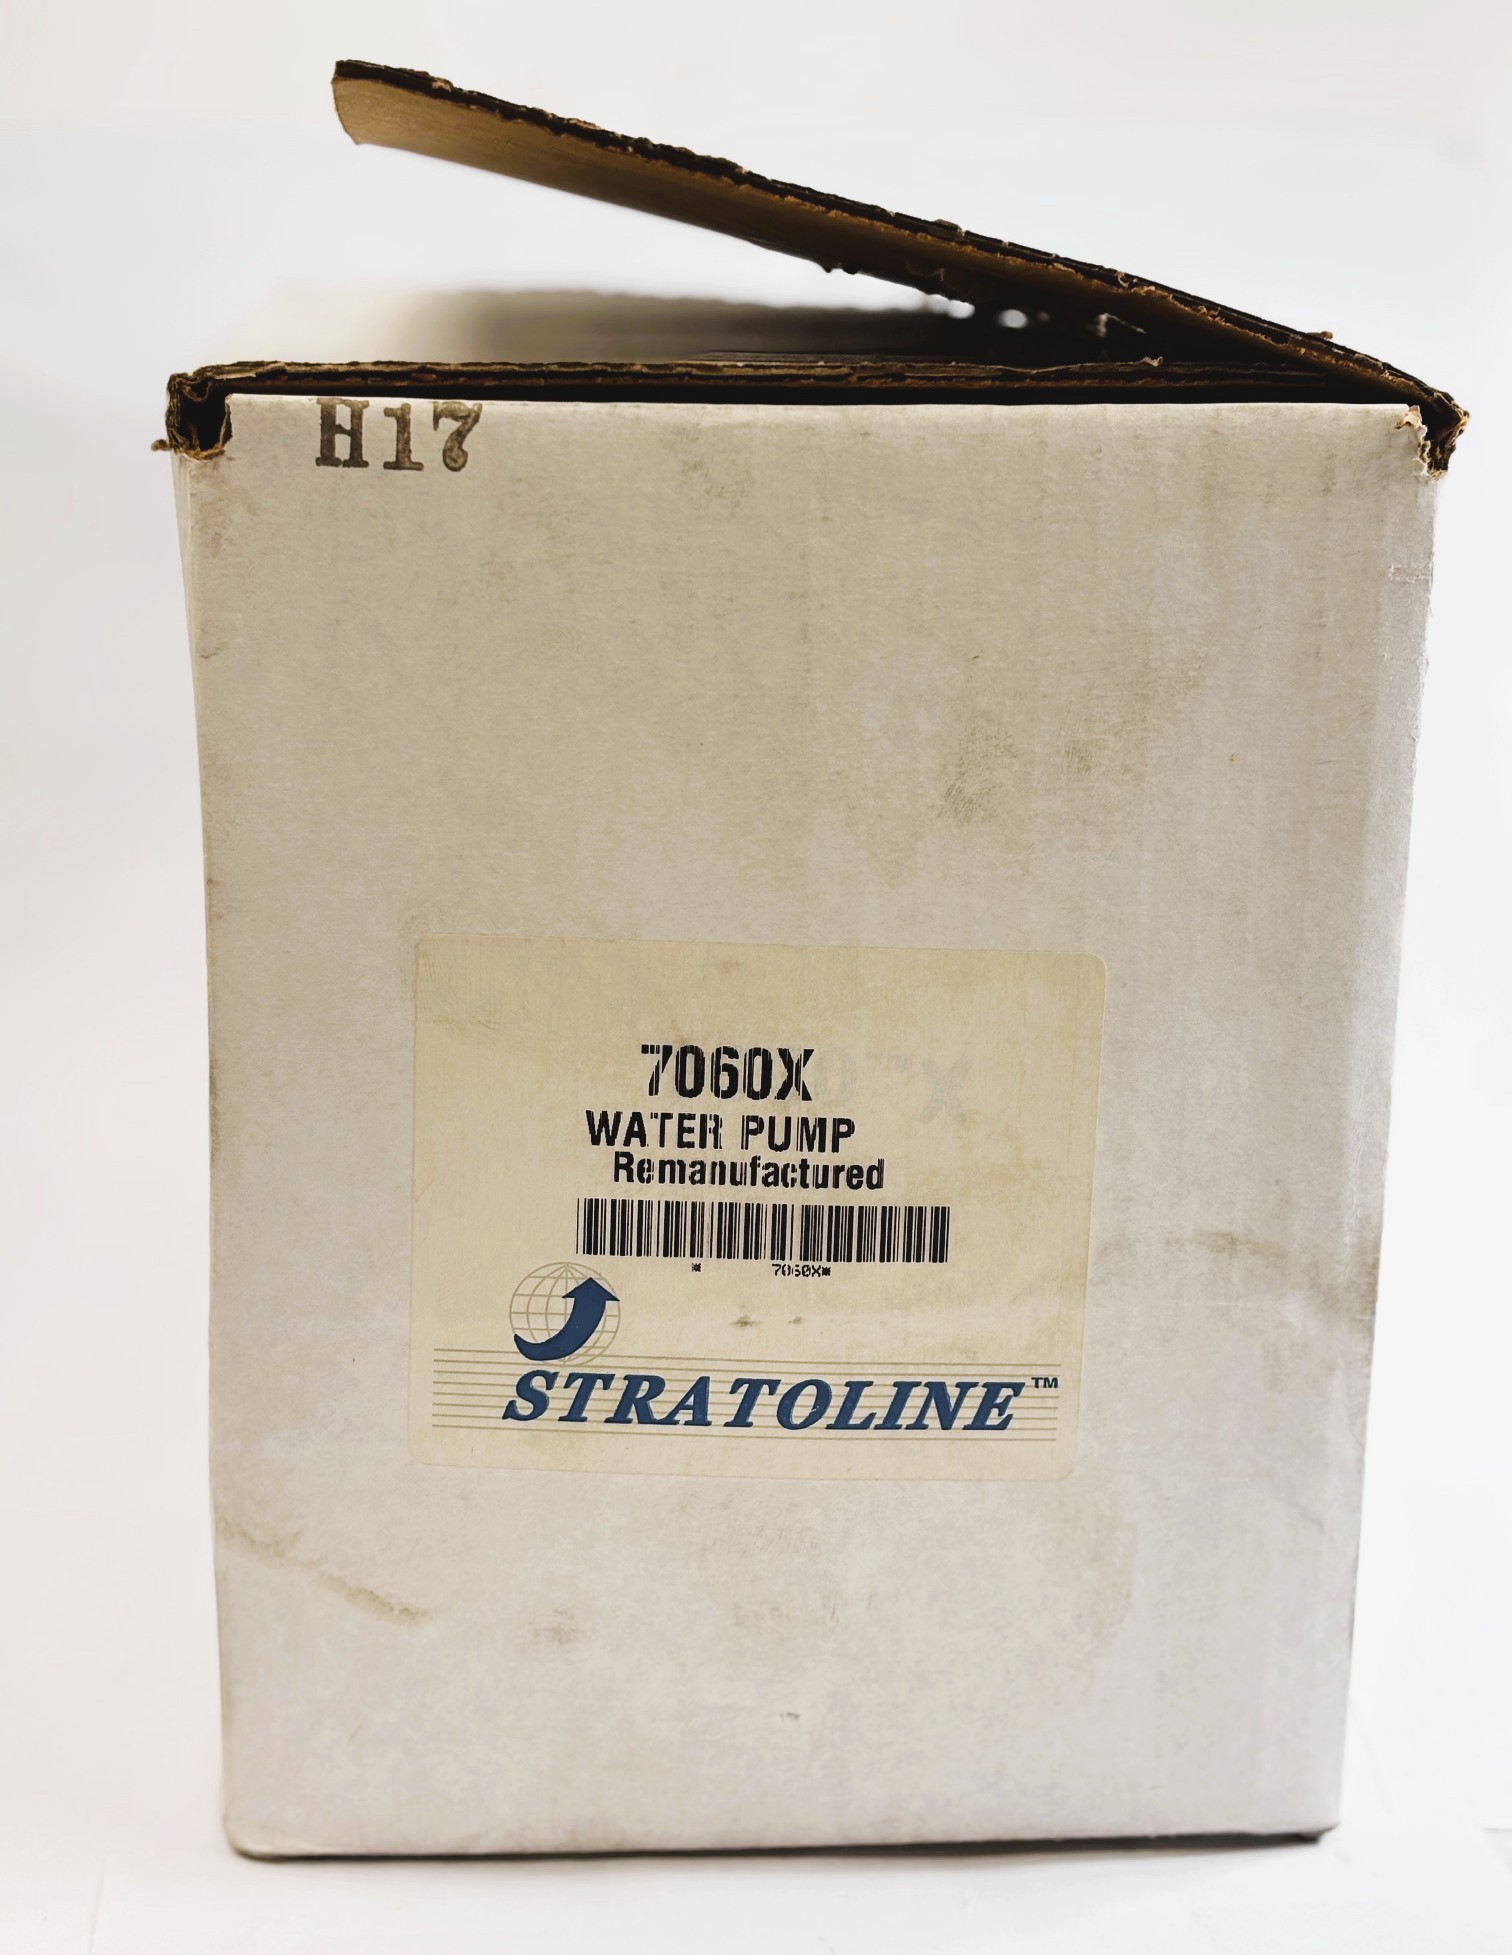 H17
7060X
WATER PUMP
Remanufactured
* 7060X*
STRATOLINE™